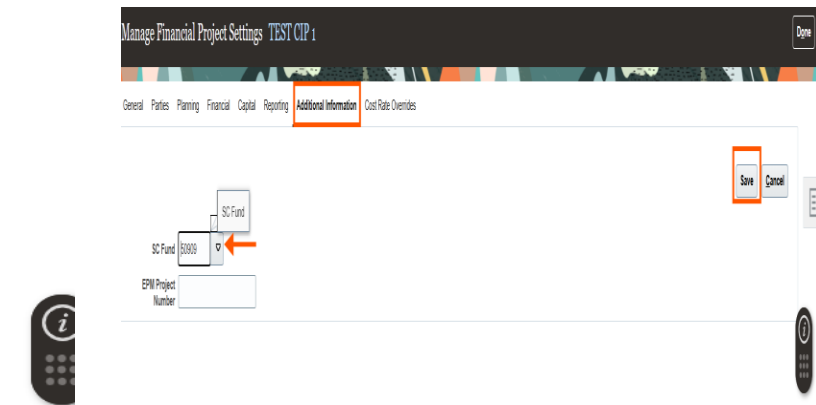 Manage Financial Project Settings TEST CIP 1
Done
General Parties Planning Financial Capital Reporting Additional Information Cost Rate Overrides
Save Cancel
SC Fund
SC Fund 50909
EPM Project
Number
i
i